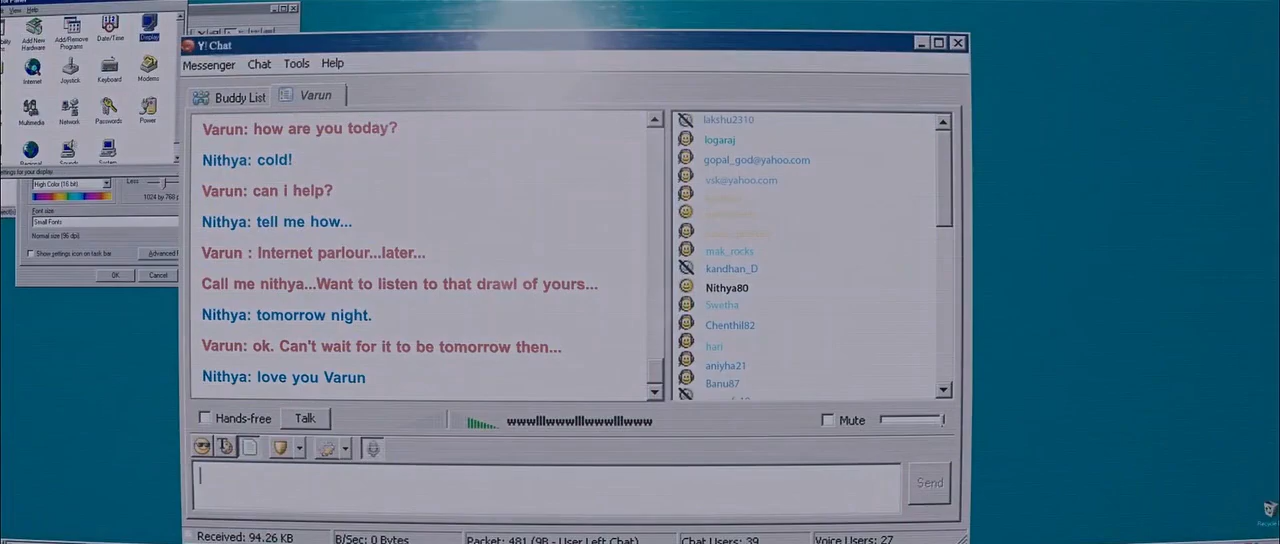 View Help
Add New Hardware
Add/Remove Programs
Date/Time
Display
Internet
Joystick
Keyboard
Modems
Multimedia
Network
Passwords
Power
Regional
Sounds
System
High Color (16 bit)
Less
1024 by 768
Font size
Small Fonts
Normal size (96 dpi)
Show settings icon on task bar
Advanced
OK
Cancel
Y! Chat
Messenger Chat Tools Help
Buddy List
Varun
Varun: how are you today?
Nithya: cold!
Varun: can i help?
Nithya: tell me how...
Varun : Internet parlour...later...
Call me nithya...Want to listen to that drawl of yours...
Nithya: tomorrow night.
Varun: ok. Can't wait for it to be tomorrow then...
Nithya: love you Varun
lakshu2310
logaraj
gopal_god@yahoo.com
vsk@yahoo.com
mak_rocks
kandhan_D
Nithya80
Swetha
Chenthil82
hari
aniyha21
Banu87
Hands-free
Talk
wwwlllwwwlllwwwlllwww
Mute
Send
Received: 94.26 KB
B/Sec: 0 Bytes
Packet: 481 (9B - User Left Chat)
Chat Users: 39
Voice Users: 27